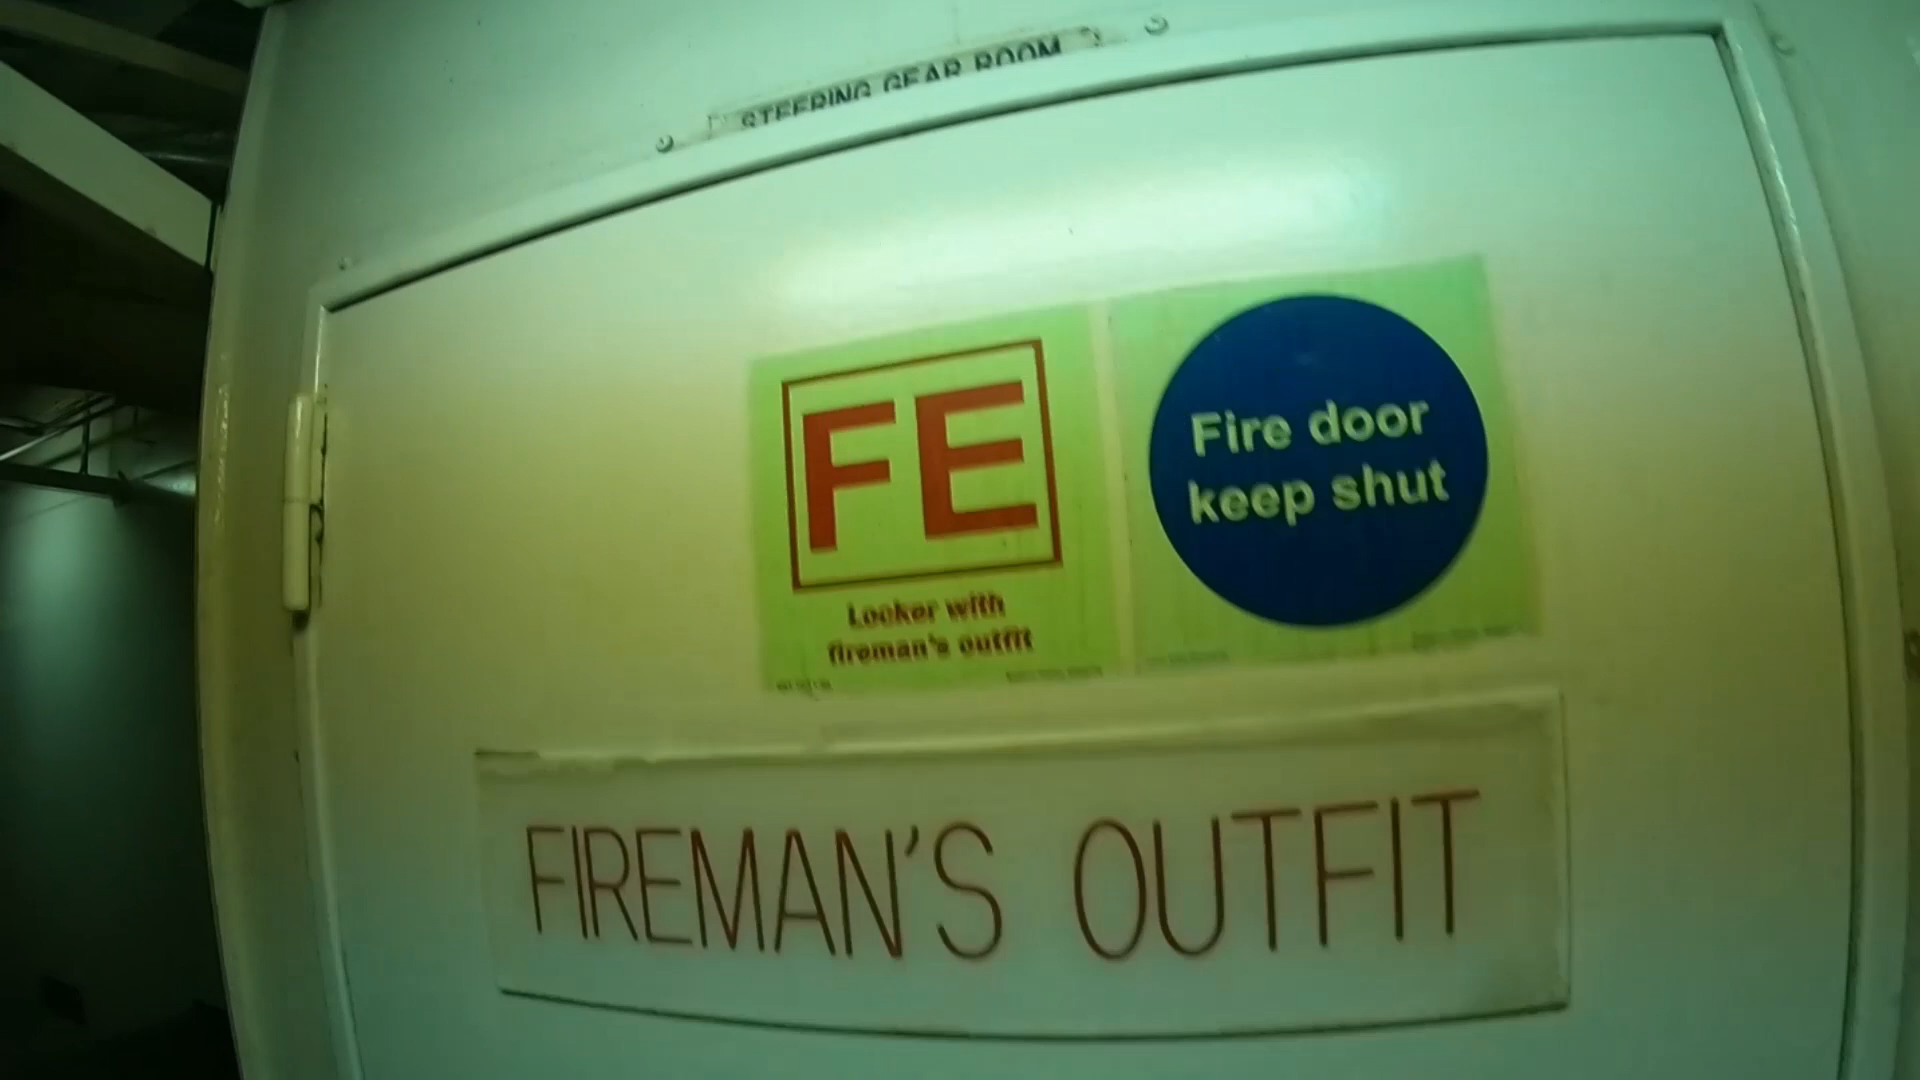 STEERING GEAR ROOM
FE
Locker with
fireman's outfit
Fire door
keep shut
FIREMAN'S OUTFIT